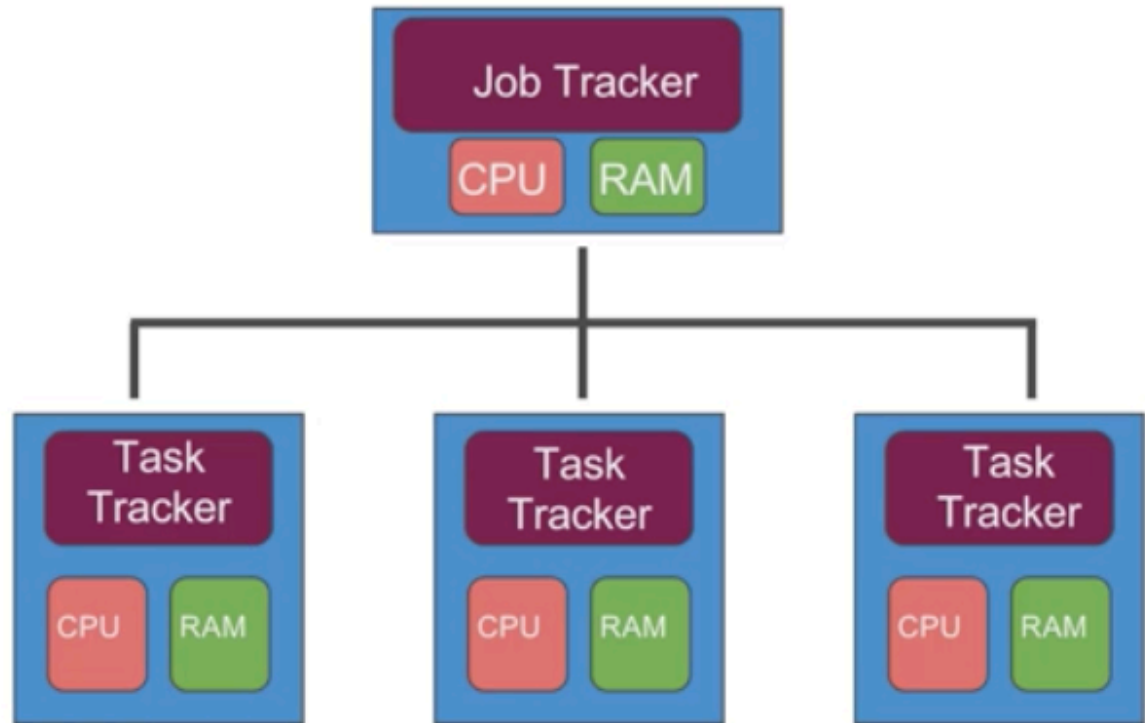 Job Tracker
CPU RAM
Task
Tracker
CPU RAM
Task
Tracker
CPU RAM
Task
Tracker
CPU RAM